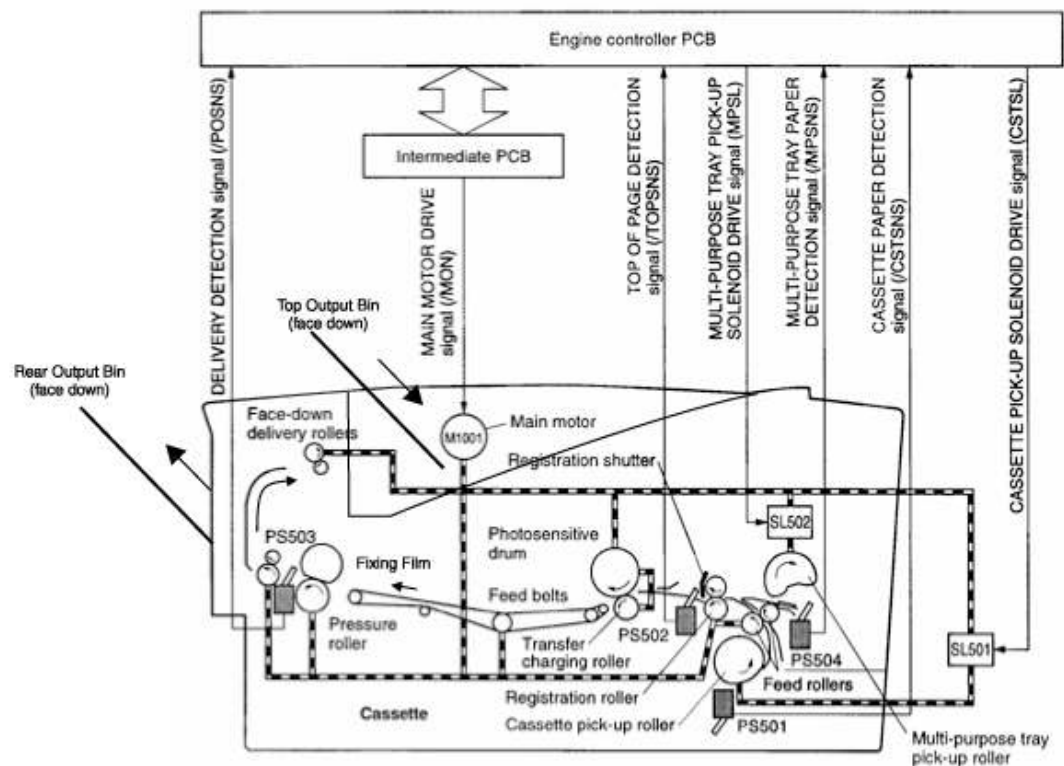 Engine controller PCB
DELIVERY DETECTION signal (/POSNS)
Intermediate PCB
MAIN MOTOR DRIVE
signal (/MON)
TOP OF PAGE DETECTION
signal (/TOPSNS)
MULTI-PURPOSE TRAY PICK-UP
SOLENOID DRIVE signal (MPSL)
MULTI-PURPOSE TRAY PAPER
DETECTION signal (/MPSNS)
CASSETTE PAPER DETECTION
signal (/CSTSNS)
CASSETTE PICK-UP SOLENOID DRIVE signal (CSTSL)
Top Output Bin
(face down)
Rear Output Bin
(face down)
Face-down
delivery rollers
M1001
Main motor
Registration shutter
SL502
PS503
Photosensitive
drum
Fixing Film
Feed belts
Pressure
roller
Transfer
charging roller
PS502
PS504
SL501
Feed rollers
Registration roller
Cassette
Cassetto pick-up roller
PS501
Multi-purpose tray
pick-up roller